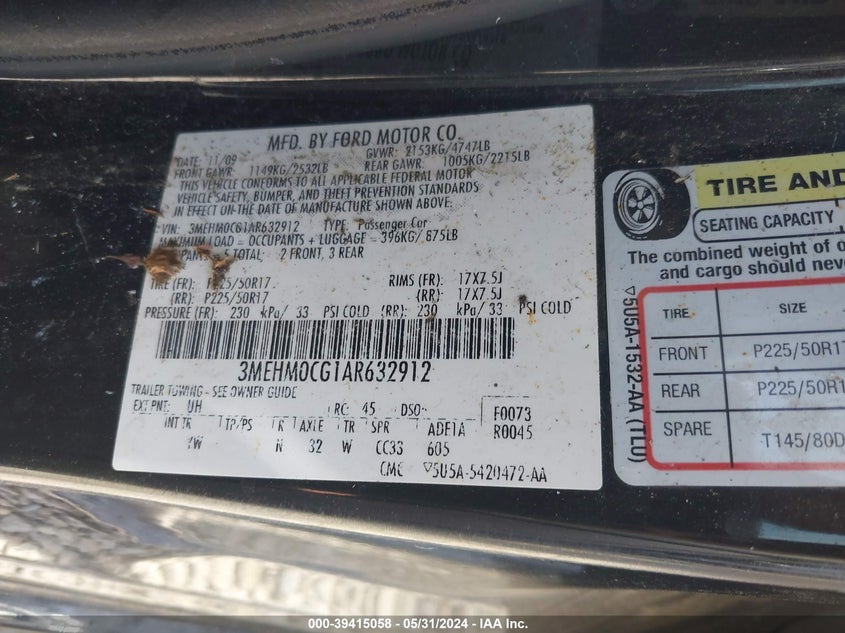 MFD. BY FORD MOTOR CO.
DATE: 11/09 GVWR: 2153KG/4747LB
FRONT GAWR: 1149KG/2532LB REAR GAWR: 1005KG/2215LB
THIS VEHICLE CONFORMS TO ALL APPLICABLE FEDERAL MOTOR
VEHICLE SAFETY, BUMPER, AND THEFT PREVENTION STANDARDS
IN EFFECT ON THE DATE OF MANUFACTURE SHOWN ABOVE.
VIN: 3MEHM0CG1AR632912 TYPE: Passenger Car
MAXIMUM LOAD = OCCUPANTS + LUGGAGE = 396KG/ 875LB
TOTAL: 2 FRONT, 3 REAR
TIRE (FR): P225/50R17 RIMS (FR): 17X7.5J
(RR): P225/50R17 (RR): 17X7.5J
PRESSURE (FR): 230 kPa/ 33 PSI COLD (RR): 230 kPa/ 33 PSI COLD
3MEHM0CG1AR632912
TRAILER TOWING - SEE OWNER GUIDE
EXT PNT: UH RC: 45 DSO: F0073
R0045
INT TR TP/PS R AXLE TR SPR ADE1A
YW N 32 W CC33 605
CMC ▽5U5A-5420472-AA
TIRE AND
SEATING CAPACITY
The combined weight of
and cargo should
▽5U5A-1532-AA (TLO)
TIRE SIZE
FRONT P225/50R17
REAR P225/50R1
SPARE T145/80D
000-39415058 - 05/31/2024 - IAA Inc.